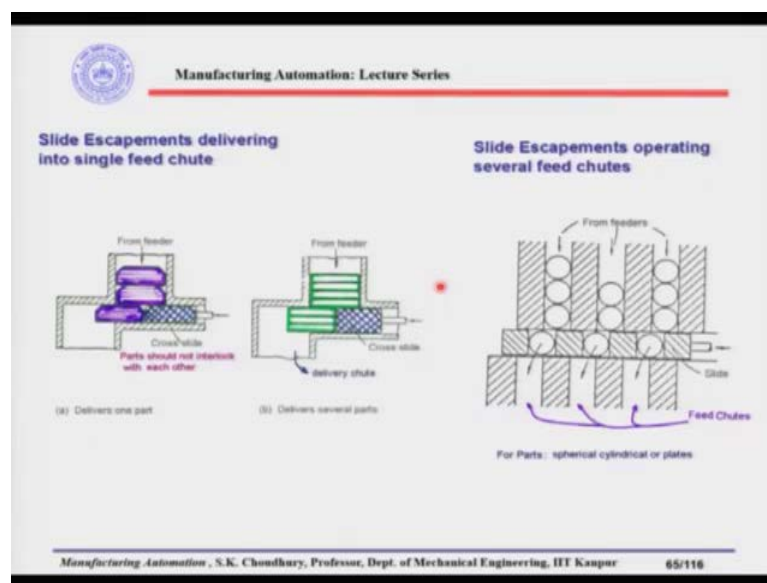 Manufacturing Automation: Lecture Series
Slide Escapements delivering
into single feed chute
From feeder
Cross slide
Parts should not interlock
with each other
(a) Delivers one part
From feeder
Cross slide
delivery chute
(b) Delivers several parts
Slide Escapements operating
several feed chutes
From feeders
Slide
Feed Chutes
For Parts : spherical cylindrical or plates
Manufacturing Automation , S.K. Choudhury, Professor, Dept. of Mechanical Engineering, IIT Kanpur 65/116